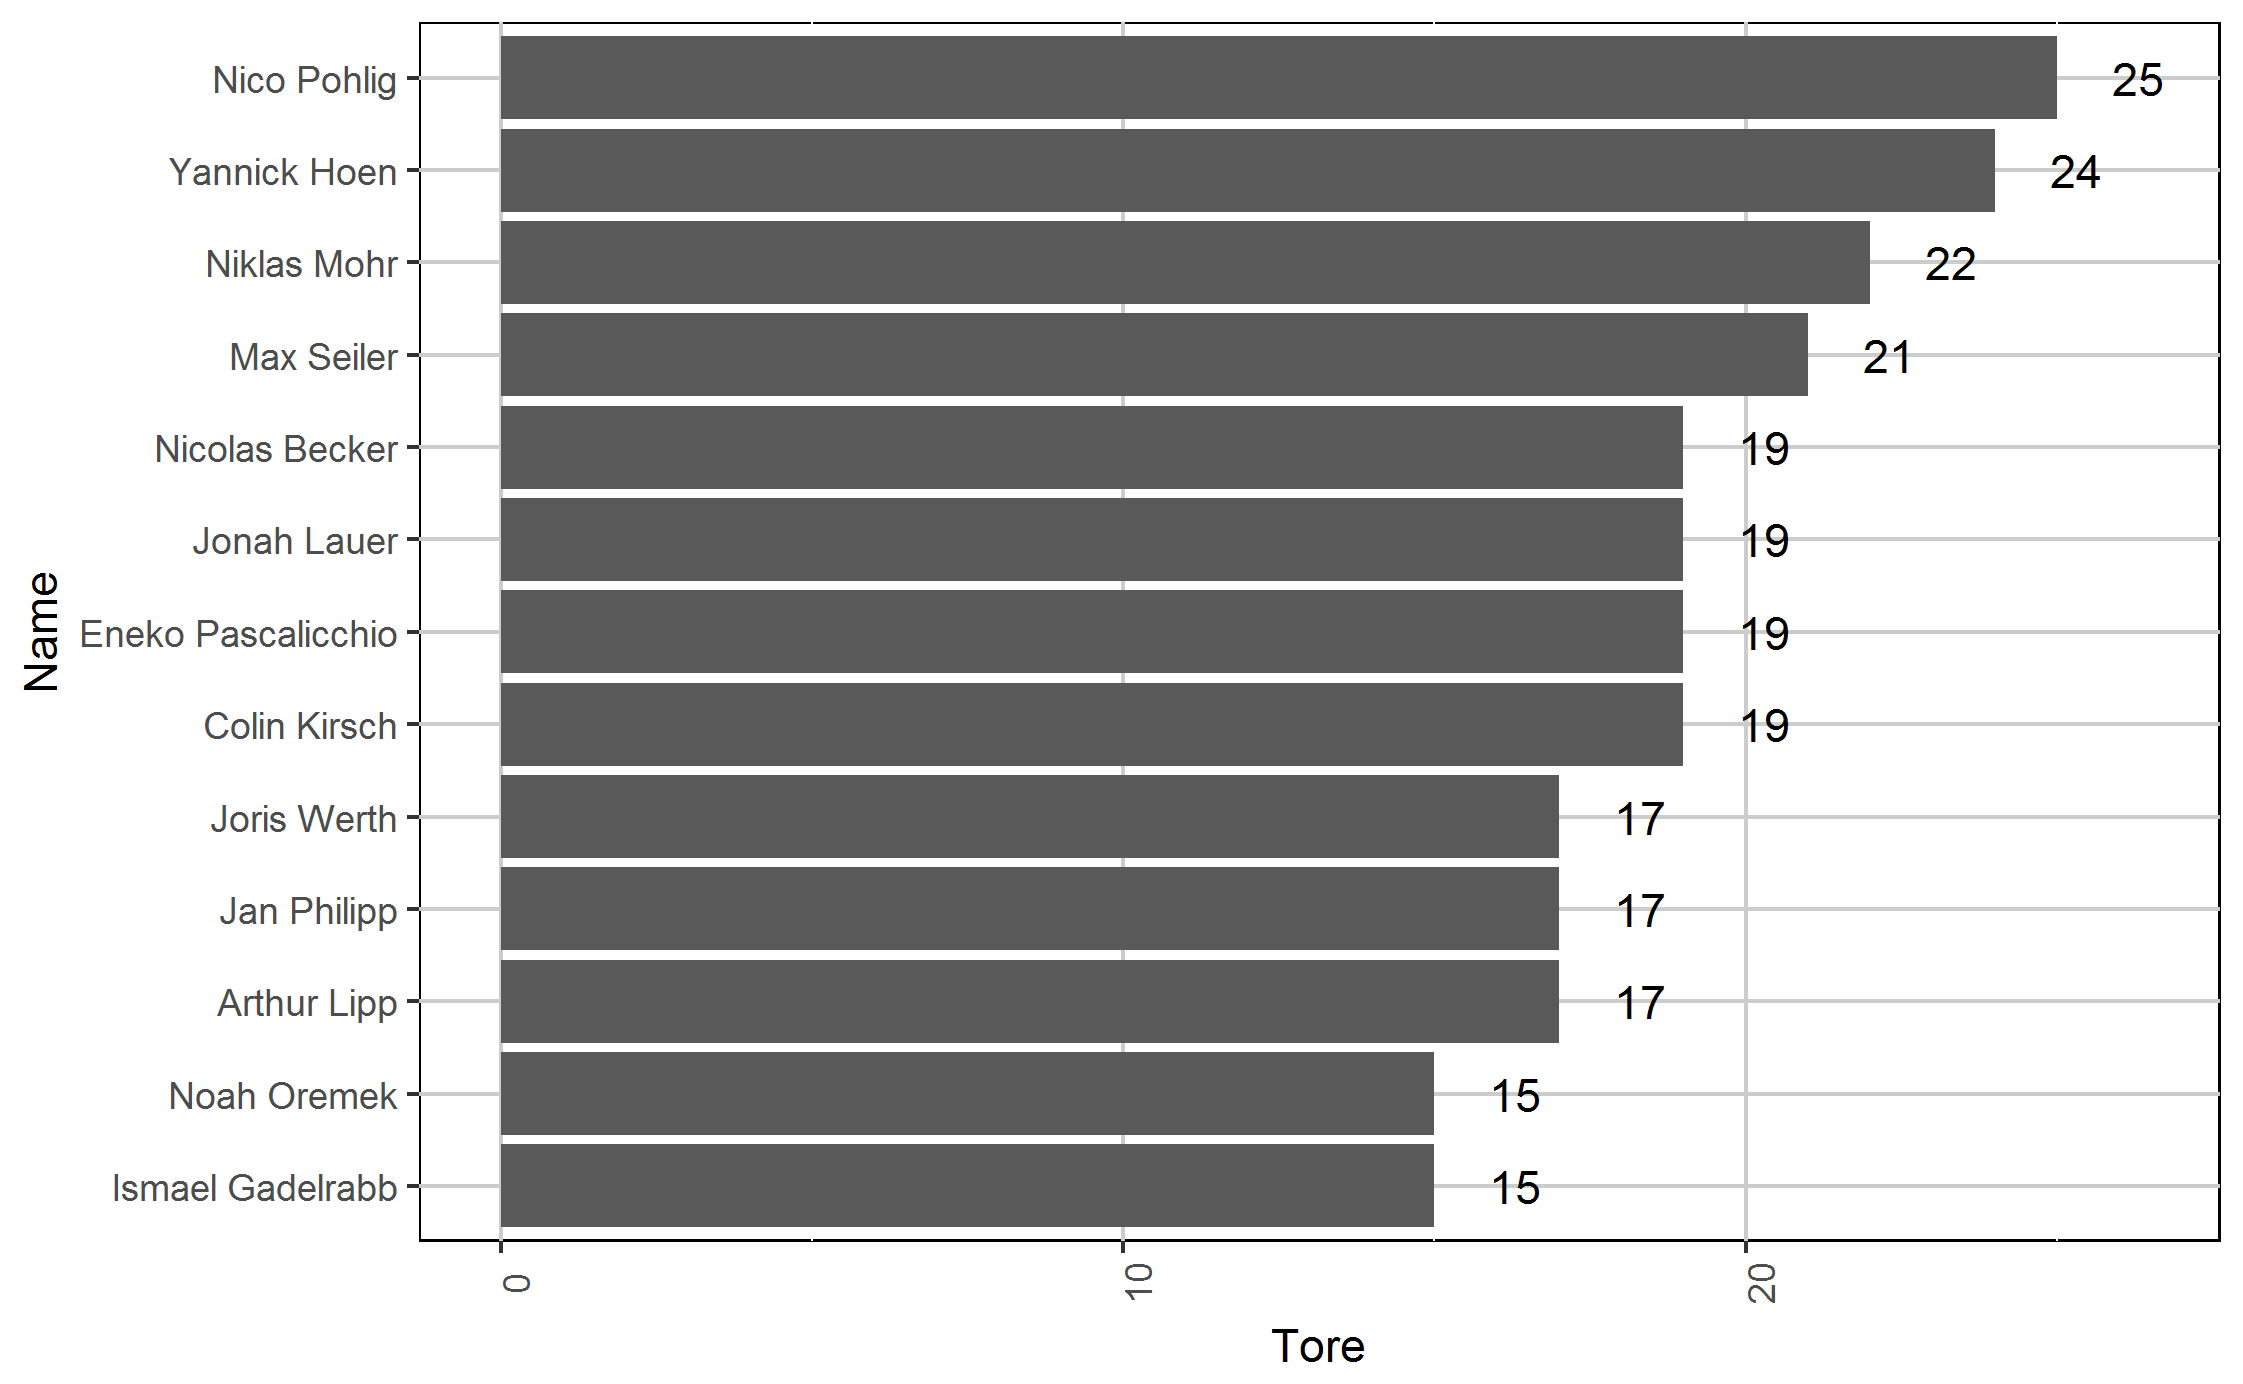 Nico Pohlig 25
Yannick Hoen 24
Niklas Mohr 22
Max Seiler 21
Nicolas Becker 19
Jonah Lauer 19
Eneko Pascalicchio 19
Colin Kirsch 19
Joris Werth 17
Jan Philipp 17
Arthur Lipp 17
Noah Oremek 15
Ismael Gadelrabb 15
Name
0 10 20
Tore